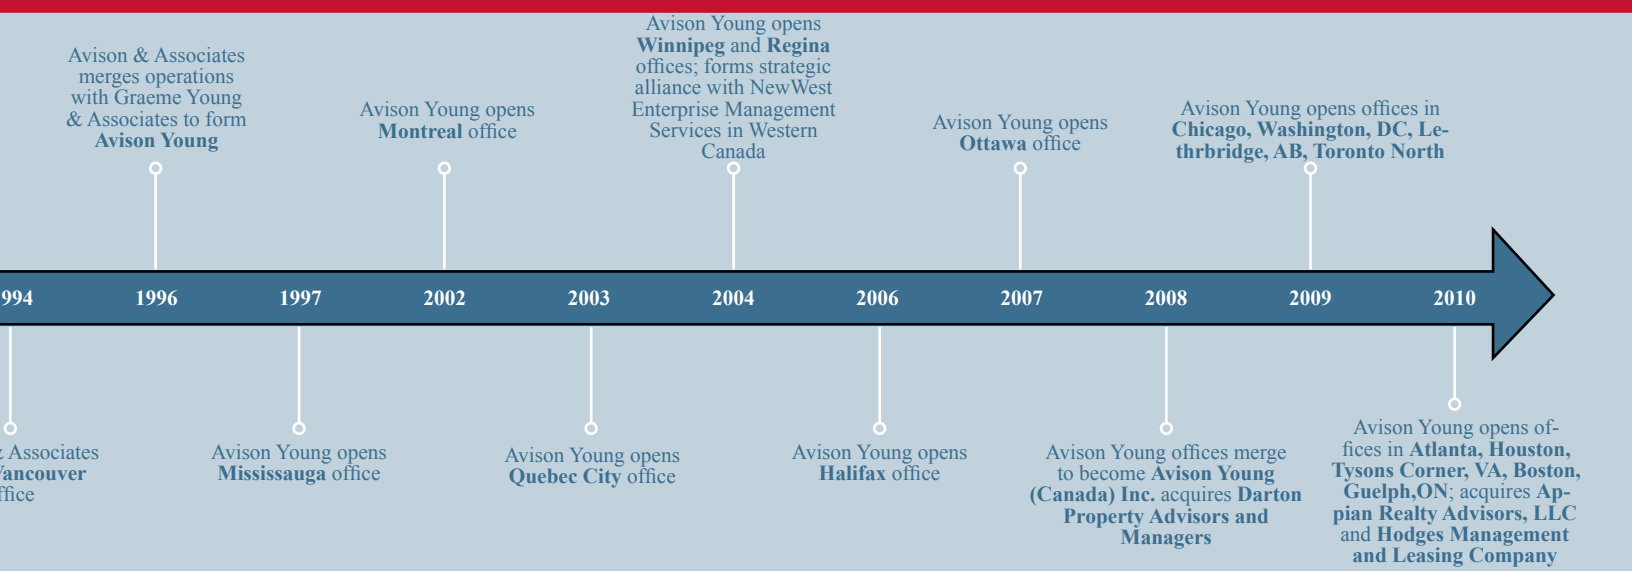 Avison & Associates
merges operations
with Graeme Young
& Associates to form
Avison Young
Avison Young opens
Montreal office
Avison Young opens
Winnipeg and Regina
offices; forms strategic
alliance with NewWest
Enterprise Management
Services in Western
Canada
Avison Young opens
Ottawa office
Avison Young opens offices in
Chicago, Washington, DC, Le-
thrbridge, AB, Toronto North
994 1996 1997 2002 2003 2004 2006 2007 2008 2009 2010
& Associates
Vancouver
ffice
Avison Young opens
Mississauga office
Avison Young opens
Quebec City office
Avison Young opens
Halifax office
Avison Young offices merge
to become Avison Young
(Canada) Inc. acquires Darton
Property Advisors and
Managers
Avison Young opens of-
fices in Atlanta, Houston,
Tysons Corner, VA, Boston,
Guelph,ON; acquires Ap-
pian Realty Advisors, LLC
and Hodges Management
and Leasing Company